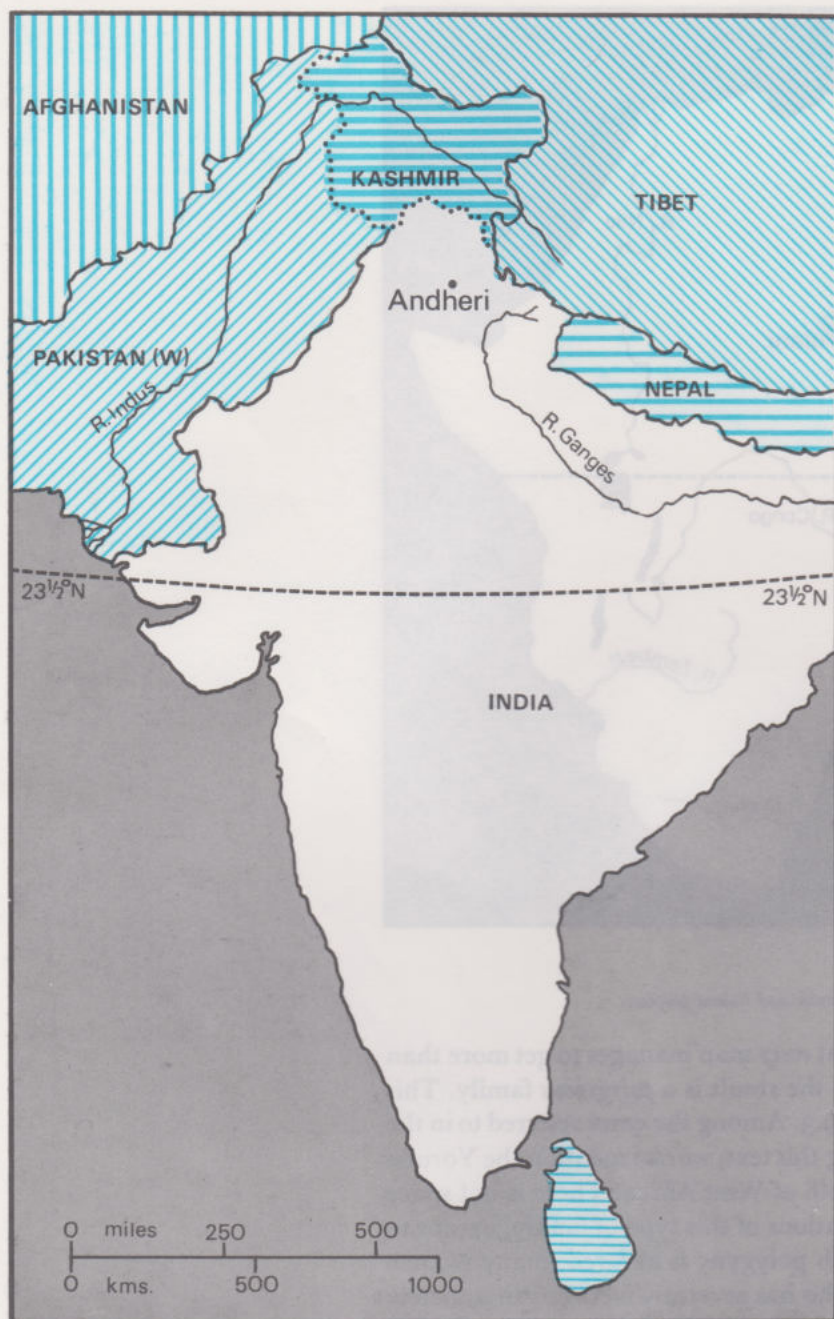 AFGHANISTAN
KASHMIR
TIBET
Andheri
PAKISTAN (W)
R. Indus
NEPAL
R. Ganges
23½°N
23½°N
INDIA
0 miles 250 500
0 kms. 500 1000